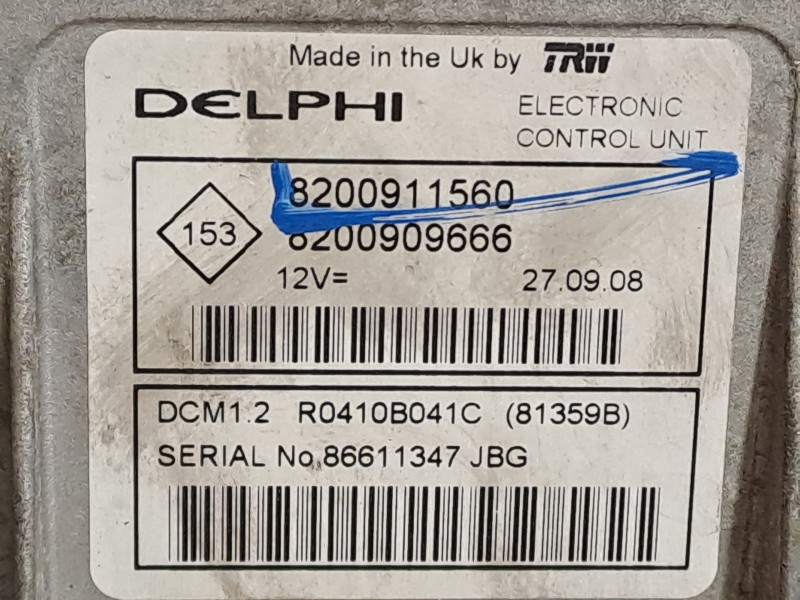 Made in the Uk by TRW
DELPHI ELECTRONIC
CONTROL UNIT
8200911560
153
8200909666
12V= 27.09.08
DCM1.2 R0410B041C (81359B)
SERIAL No.86611347 JBG